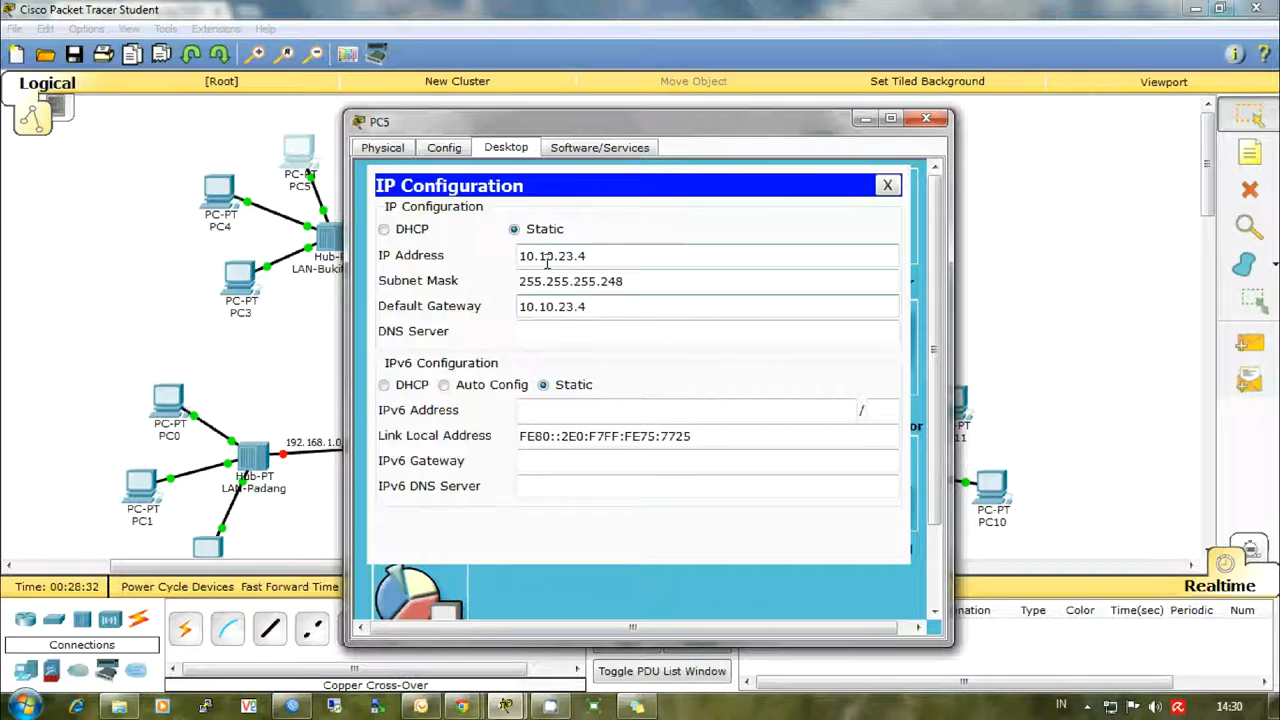 Cisco Packet Tracer Student
File Edit Options View Tools Extensions Help
Logical [Root] New Cluster Move Object Set Tiled Background Viewport
PC5
Physical Config Desktop Software/Services
IP Configuration X
IP Configuration
DHCP Static
IP Address 10.10.23.4
Subnet Mask 255.255.255.248
Default Gateway 10.10.23.4
DNS Server
IPv6 Configuration
DHCP Auto Config Static
IPv6 Address /
Link Local Address FE80::2E0:F7FF:FE75:7725
IPv6 Gateway
IPv6 DNS Server
PC-PT
PC5
PC-PT
PC4
Hub-P
LAN-Bukit
PC-PT
PC3
PC-PT
PC0
192.168.1.0
Hub-PT
LAN-Padang
PC-PT
PC1
or
11
PC-PT
PC10
Time: 00:28:32 Power Cycle Devices Fast Forward Time Realtime
Connections
Copper Cross-Over
Toggle PDU List Window
ination Type Color Time(sec) Periodic Num
IN 14:30